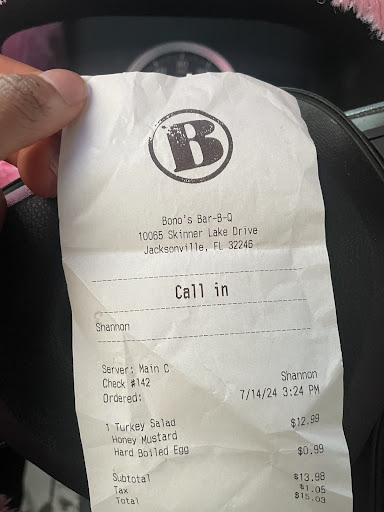 B
Bono's Bar-B-Q
10065 Skinner Lake Drive
Jacksonville, FL 32246
Call in
Shannon
Server: Main C Shannon
Check #142 7/14/24 3:24 PM
Ordered:
1 Turkey Salad $12.99
Honey Mustard
Hard Boiled Egg $0.99
Subtotal $13.98
Tax $1.05
Total $15.03